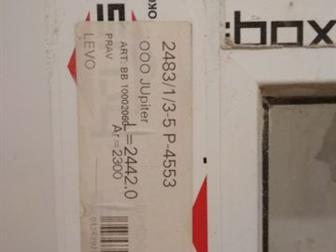 2483/1/3-5 P-4553
OOO JUpiter
ART: BB 10002060
L=2442.0
PRAV
Ar=2300
LEVO
box